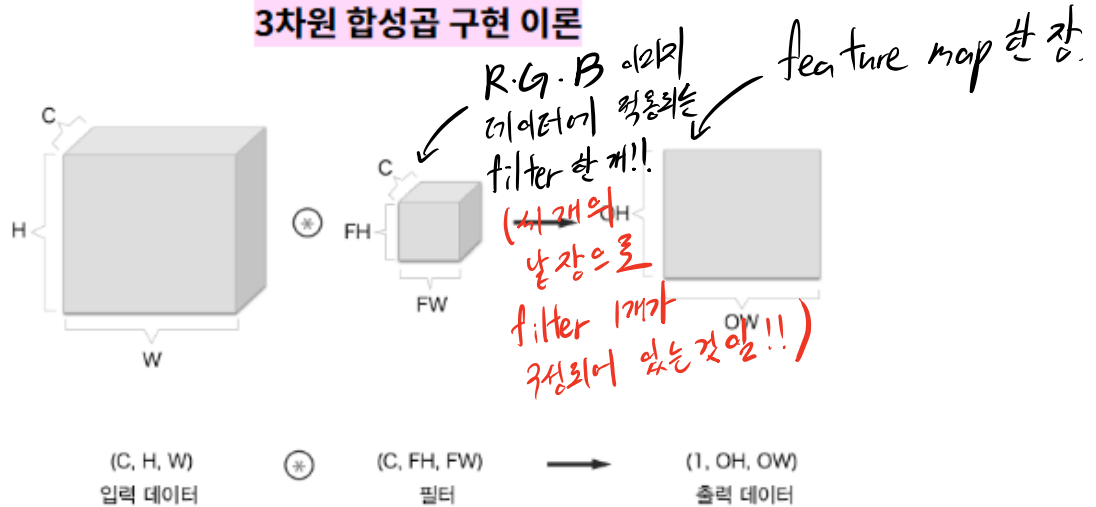 3차원 합성곱 구현 이론
R.G.B 이미지
데이터에 적용되는
filter 한 개!!
(세 개의
낱장으로
filter 1개가
구성되어 있는것임!!)
feature map 한 장.
C
H
W
C
FH
FW
OH
OW
(C, H, W)
입력 데이터
(C, FH, FW)
필터
(1, OH, OW)
출력 데이터